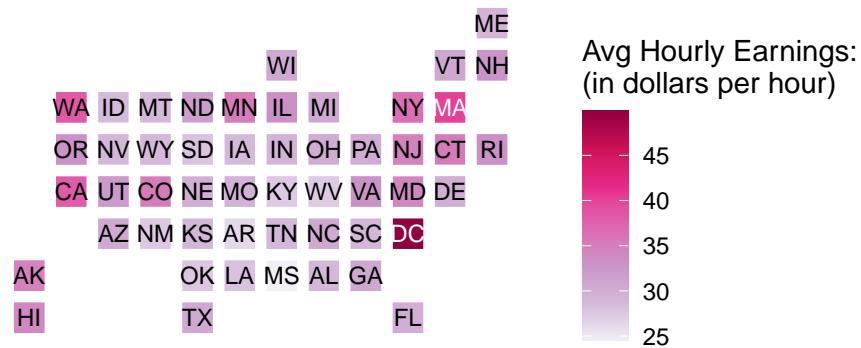 ME
WI VT NH
WA ID MT ND MN IL MI NY MA
OR NV WY SD IA IN OH PA NJ CT RI
CA UT CO NE MO KY WV VA MD DE
AZ NM KS AR TN NC SC DC
AK OK LA MS AL GA
HI TX FL
Avg Hourly Earnings:
(in dollars per hour)
45
40
35
30
25